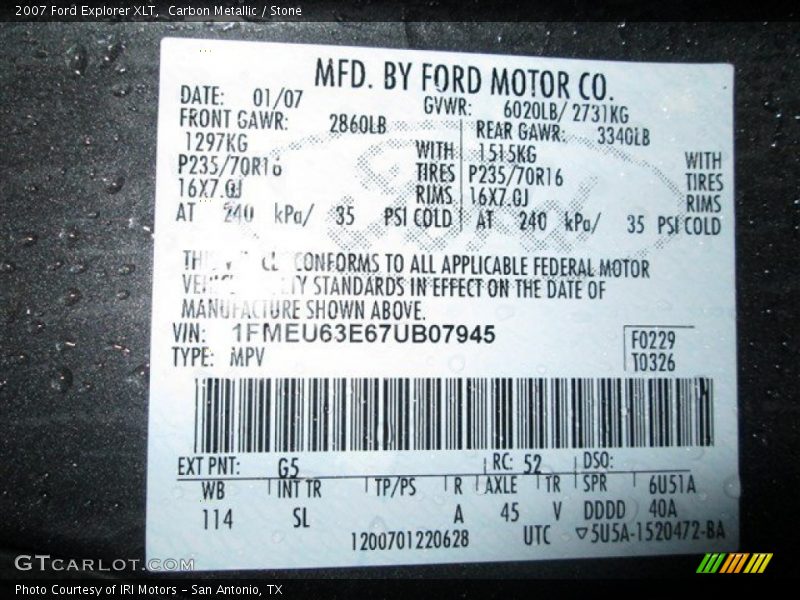 2007 Ford Explorer XLT, Carbon Metallic / Stone
MFD. BY FORD MOTOR CO.
DATE: 01/07 GVWR: 6020LB/ 2731KG
FRONT GAWR: 2860LB REAR GAWR: 3340LB
1297KG WITH 1515KG WITH
P235/70R16 TIRES P235/70R16 TIRES
16X7.0J RIMS 16X7.0J RIMS
AT 240 kPa/ 35 PSI COLD AT 240 kPa/ 35 PSI COLD
CONFORMS TO ALL APPLICABLE FEDERAL MOTOR
STANDARDS IN EFFECT ON THE DATE OF
MANUFACTURE SHOWN ABOVE.
VIN: 1FMEU63E67UB07945 F0229
TYPE: MPV T0326
EXT PNT: G5 RC: 52 DSO:
WB INT TR TP/PS R AXLE TR SPR 6U51A
114 SL A 45 V DDDD 40A
1200701220628 UTC ▽5U5A-1520472-BA
GTCARLOT.COM
Photo Courtesy of IRI Motors - San Antonio, TX